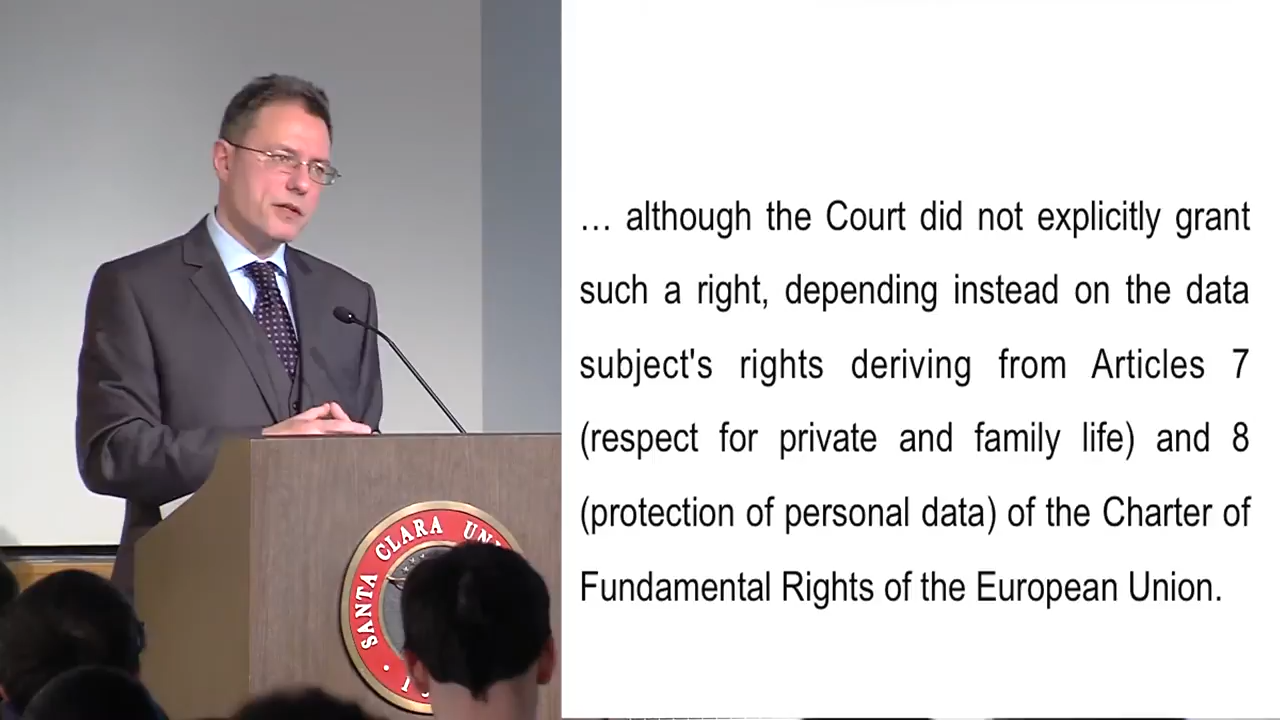 … although the Court did not explicitly grant
such a right, depending instead on the data
subject's rights deriving from Articles 7
(respect for private and family life) and 8
(protection of personal data) of the Charter of
Fundamental Rights of the European Union.
SANTA CLARA